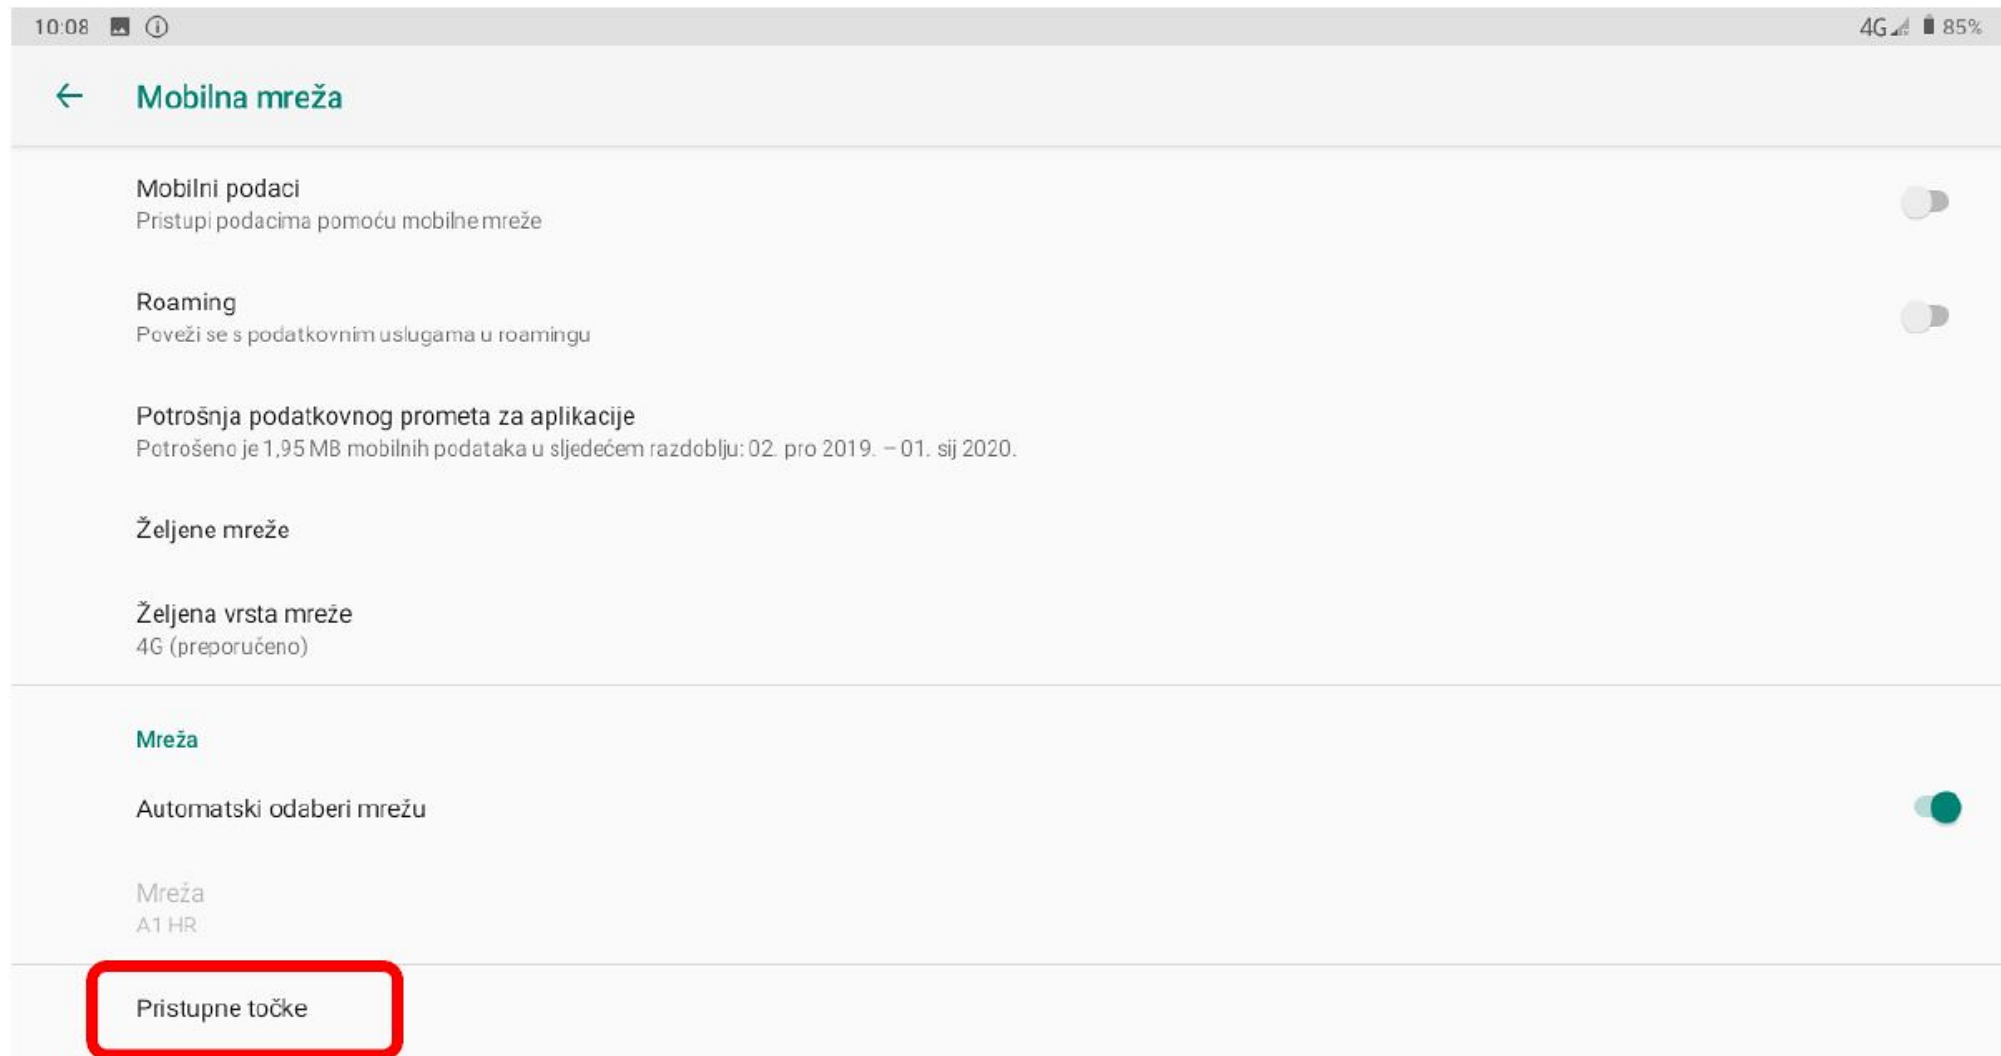 10:08
4G 85%
Mobilna mreža
Mobilni podaci
Pristupi podacima pomoću mobilne mreže
Roaming
Poveži se s podatkovnim uslugama u roamingu
Potrošnja podatkovnog prometa za aplikacije
Potrošeno je 1,95 MB mobilnih podataka u sljedećem razdoblju: 02. pro 2019. – 01. sij 2020.
Željene mreže
Željena vrsta mreže
4G (preporučeno)
Mreža
Automatski odaberi mrežu
Mreža
A1 HR
Pristupne točke